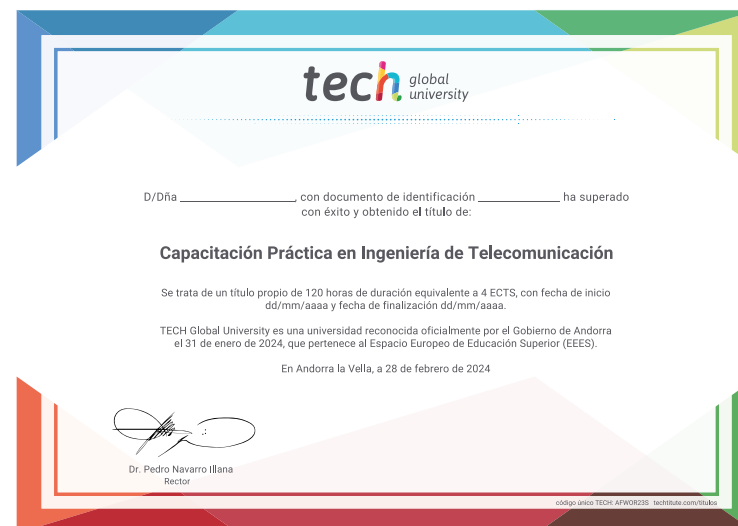 tech global university
D/Dña ____________________, con documento de identificación ______________ ha superado
con éxito y obtenido el título de:
Capacitación Práctica en Ingeniería de Telecomunicación
Se trata de un título propio de 120 horas de duración equivalente a 4 ECTS, con fecha de inicio
dd/mm/aaaa y fecha de finalización dd/mm/aaaa.
TECH Global University es una universidad reconocida oficialmente por el Gobierno de Andorra
el 31 de enero de 2024, que pertenece al Espacio Europeo de Educación Superior (EEES).
En Andorra la Vella, a 28 de febrero de 2024
Dr. Pedro Navarro Illana
Rector
código único TECH: AFWOR23S techtitute.com/titulos